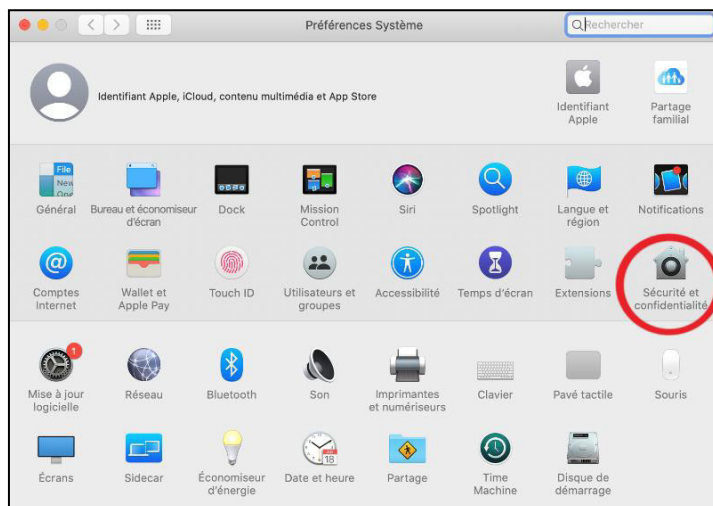 Préférences Système
Rechercher
Identifiant Apple, iCloud, contenu multimédia et App Store
Identifiant
Apple
Partage
familial
File
New
Général
Bureau et économiseur
d'écran
Dock
Mission
Control
Siri
Spotlight
Langue et
région
Notifications
@
Comptes
Internet
Wallet et
Apple Pay
Touch ID
Utilisateurs et
groupes
Accessibilité
Temps d'écran
Extensions
Sécurité et
confidentialité
1
Mise à jour
logicielle
Réseau
Bluetooth
Son
Imprimantes
et numériseurs
Clavier
Pavé tactile
Souris
18
Écrans
Sidecar
Économiseur
d'énergie
Date et heure
Partage
Time
Machine
Disque de
démarrage